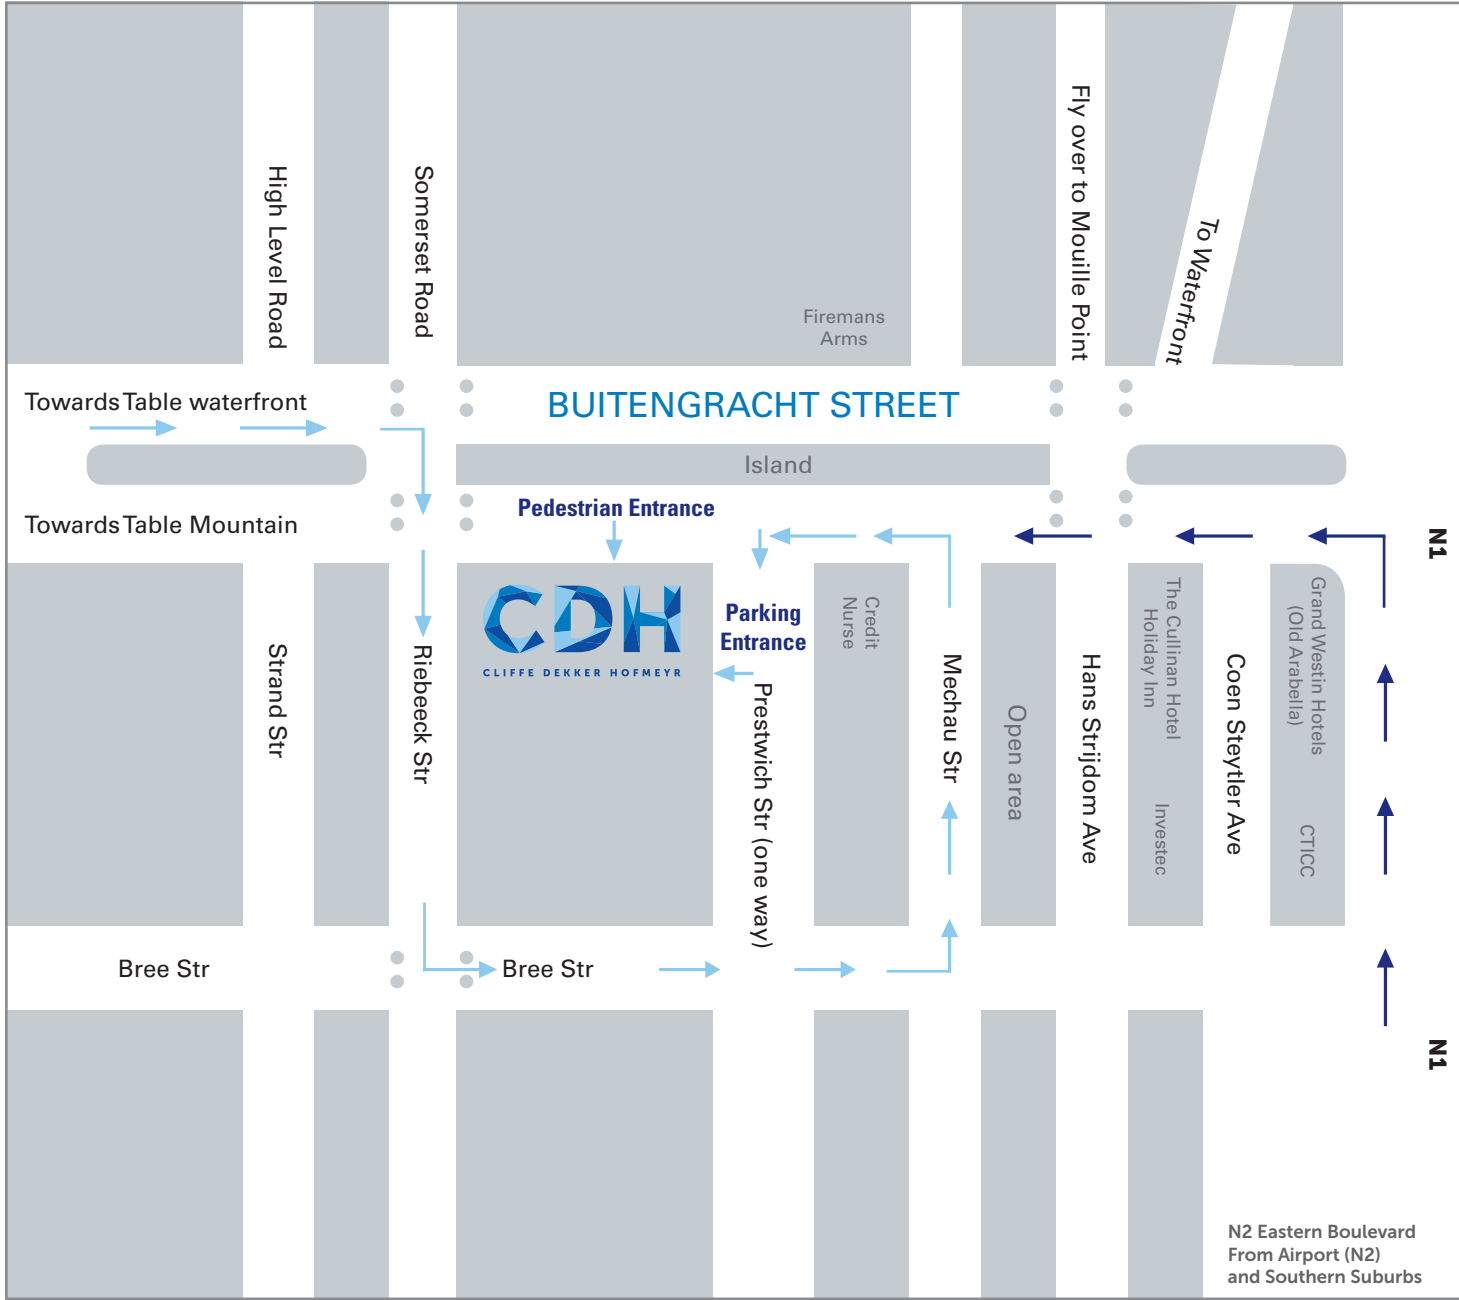 High Level Road
Somerset Road
Fly over to Mouille Point
To Waterfront
Firemans
Arms
Towards Table waterfront
BUITENGRACHT STREET
Island
Towards Table Mountain
Pedestrian Entrance
N1
CDH
CLIFFE DEKKER HOFMEYR
Parking
Entrance
Credit
Nurse
Strand Str
Riebeeck Str
Prestwich Str (one way)
Mechau Str
Open area
Hans Strijdom Ave
The Cullinan Hotel
Holiday Inn
Investec
Coen Steytler Ave
Grand Westin Hotels
(Old Arabella)
CTICC
Bree Str
Bree Str
N1
N2 Eastern Boulevard
From Airport (N2)
and Southern Suburbs